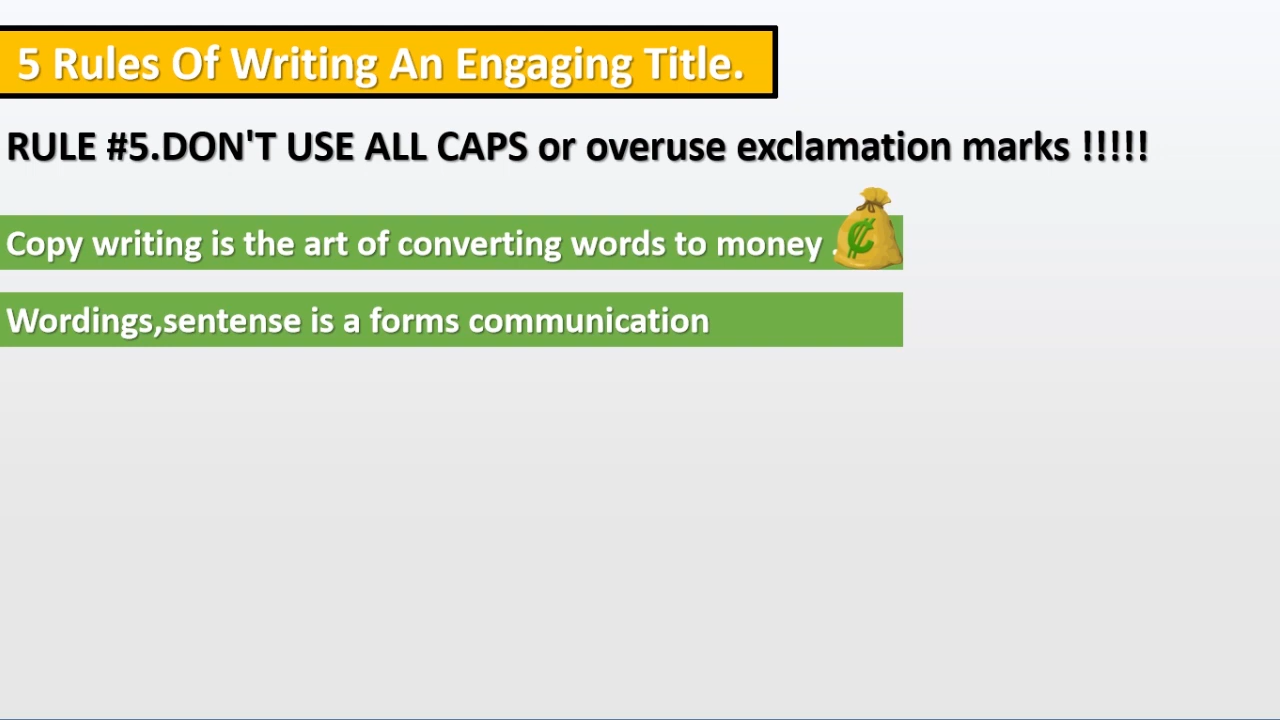 5 Rules Of Writing An Engaging Title.
RULE #5.DON'T USE ALL CAPS or overuse exclamation marks !!!!!
Copy writing is the art of converting words to money .
Wordings,sentense is a forms communication